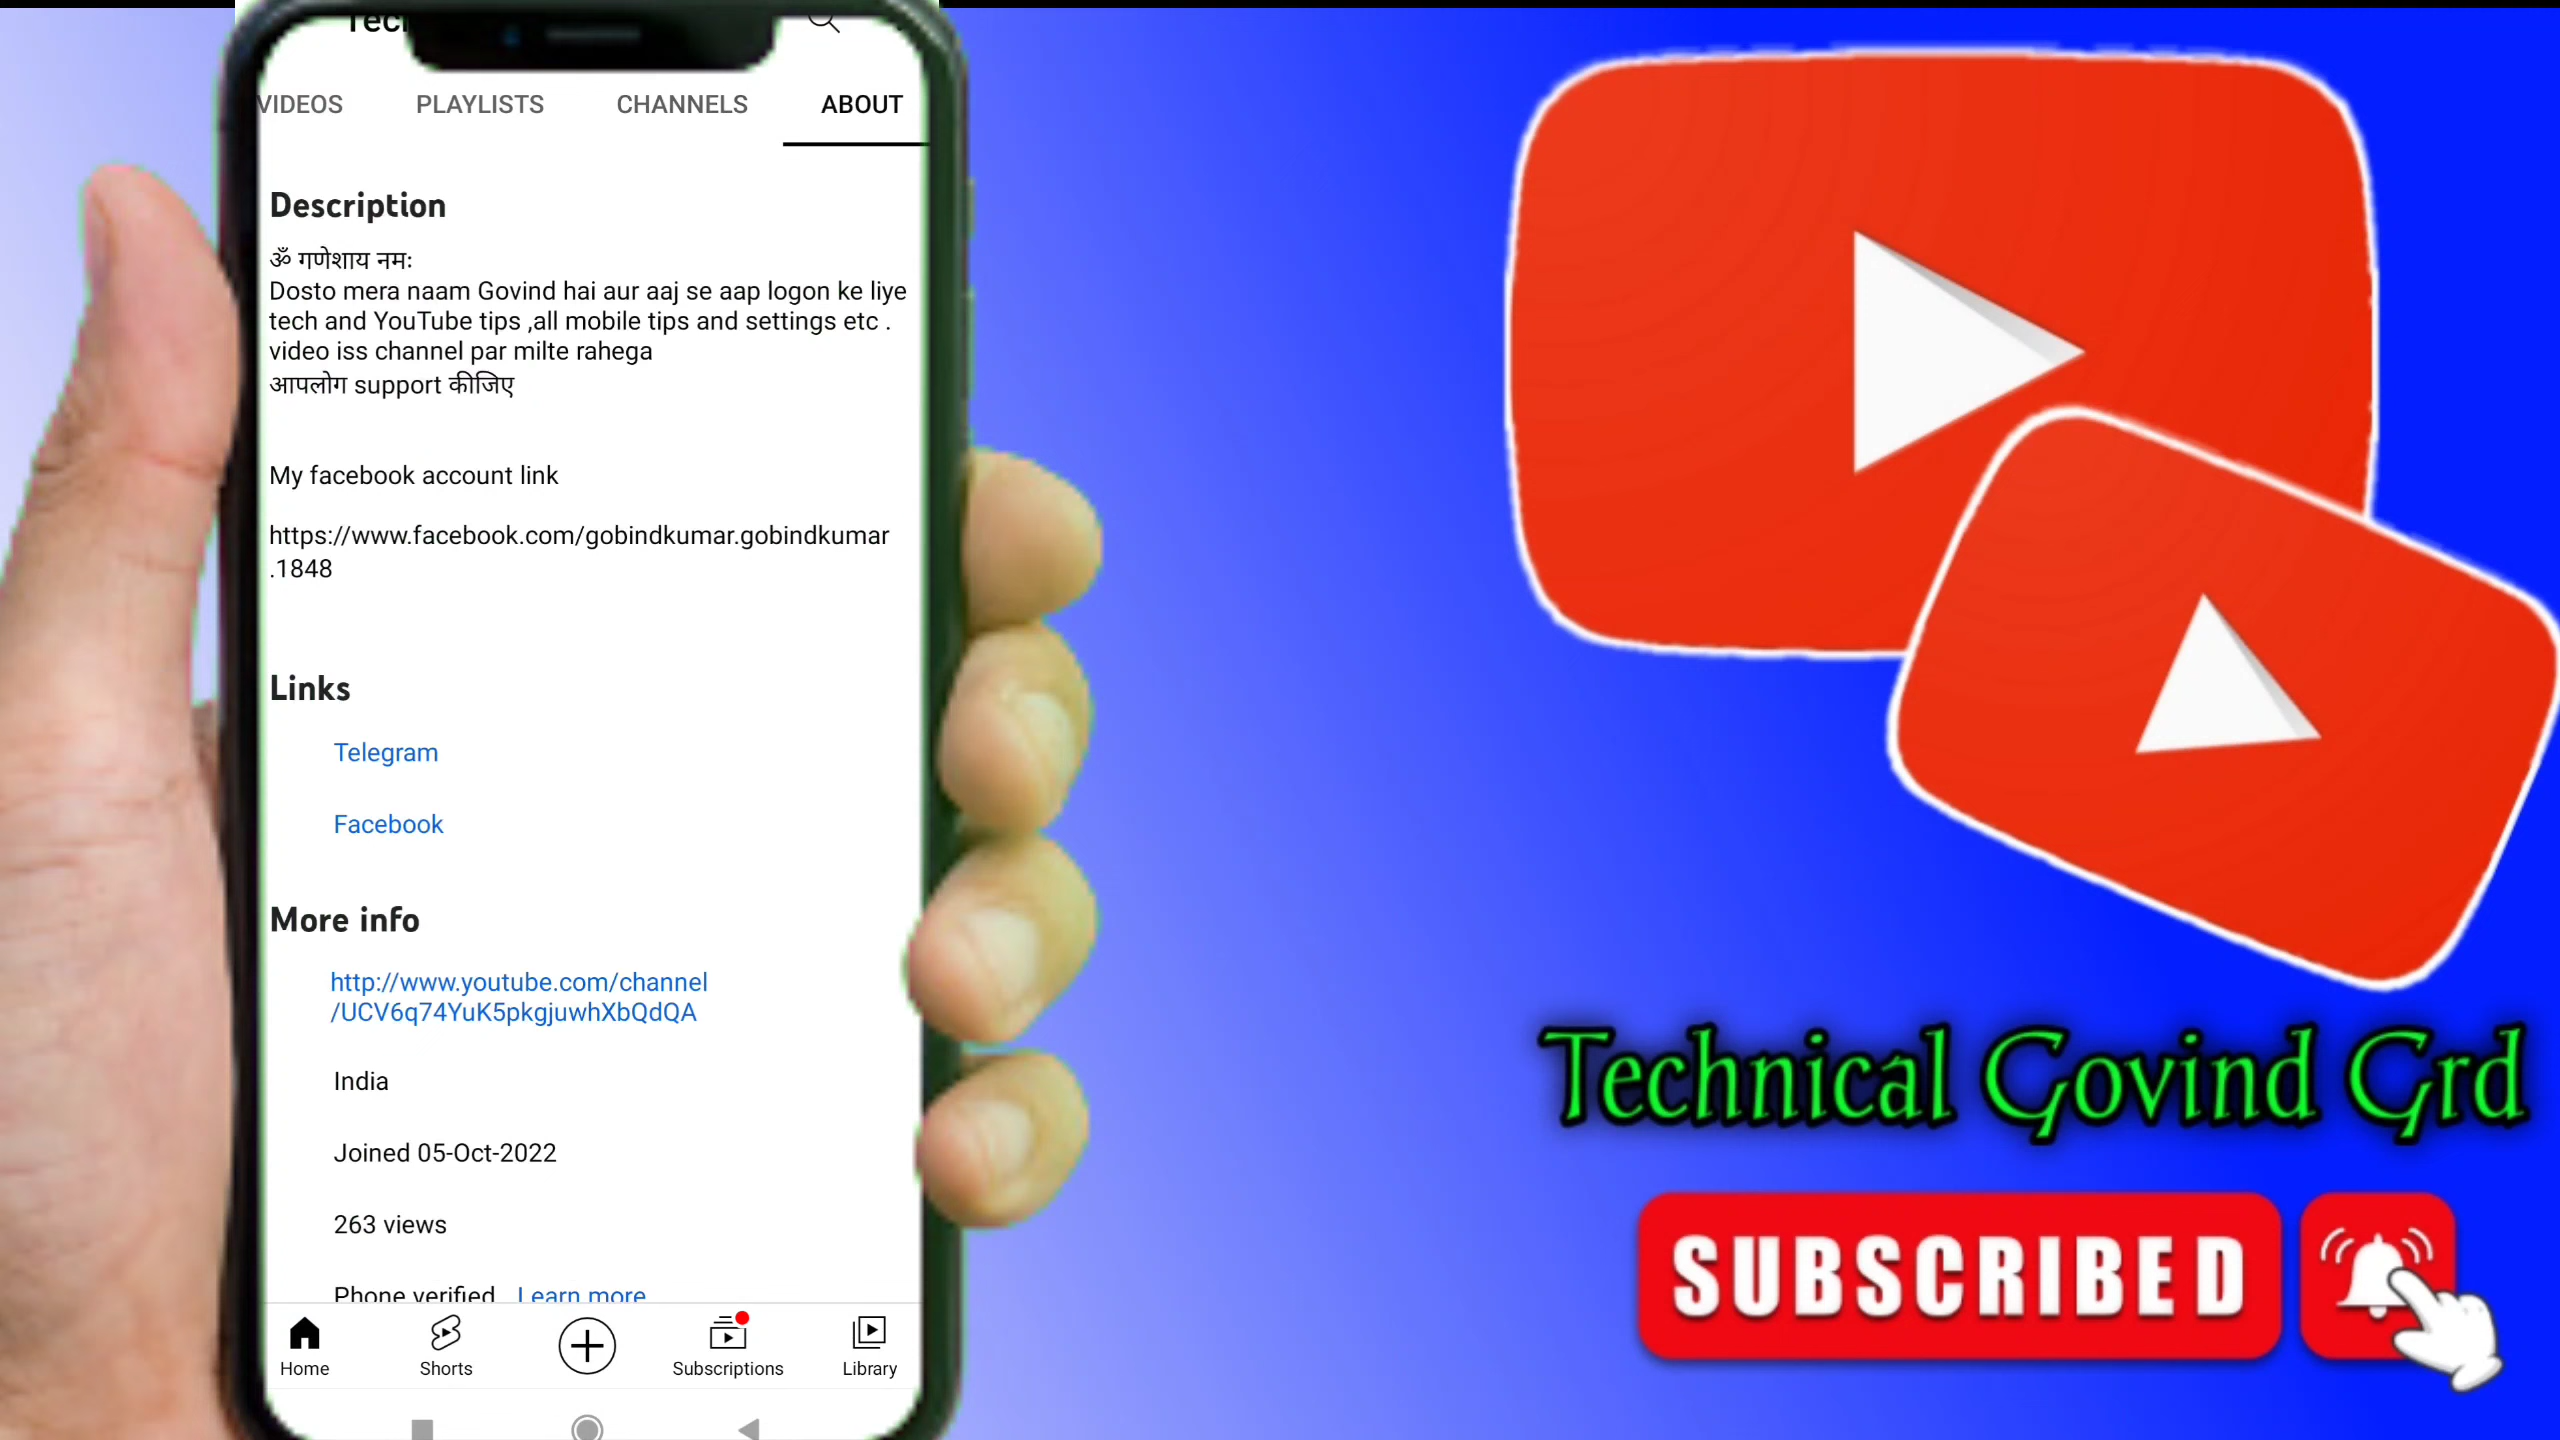 Tec
VIDEOS PLAYLISTS CHANNELS ABOUT
Description
ॐ गणेशाय नमः
Dosto mera naam Govind hai aur aaj se aap logon ke liye
tech and YouTube tips ,all mobile tips and settings etc .
video iss channel par milte rahega
आपलोग support कीजिए
My facebook account link
https://www.facebook.com/gobindkumar.gobindkumar
.1848
Links
Telegram
Facebook
More info
http://www.youtube.com/channel
/UCV6q74YuK5pkgjuwhXbQdQA
India
Joined 05-Oct-2022
263 views
Phone verified Learn more
Home Shorts Subscriptions Library
Technical Govind Grd
SUBSCRIBED